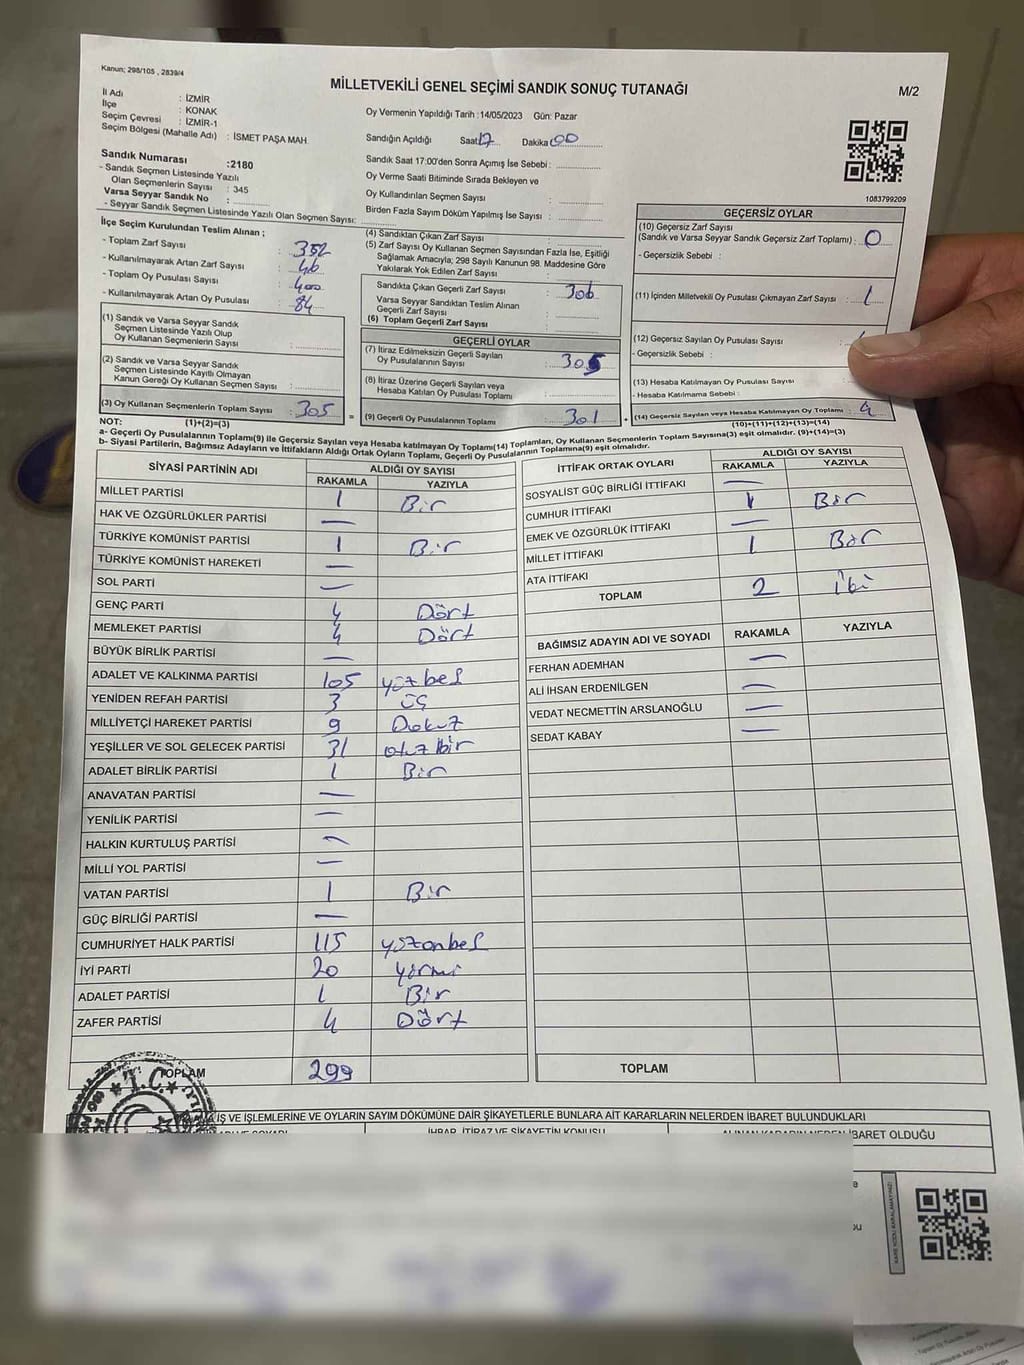 Kanun; 298/105 , 2839/4
MİLLETVEKİLİ GENEL SEÇİMİ SANDIK SONUÇ TUTANAĞI
M/2
İl Adı : İZMİR
İlçe : KONAK
Seçim Çevresi : İZMİR-1
Seçim Bölgesi (Mahalle Adı) : İSMET PAŞA MAH.
Oy Vermenin Yapıldığı Tarih :14/05/2023 Gün: Pazar
Sandığın Açıldığı Saat 17 Dakika 00
Sandık Numarası :2180
- Sandık Seçmen Listesinde Yazılı
Olan Seçmenlerin Sayısı : 345
Varsa Seyyar Sandık No :
- Seyyar Sandık Seçmen Listesinde Yazılı Olan Seçmen Sayısı:
Sandık Saat 17:00'den Sonra Açılmış İse Sebebi :
Oy Verme Saati Bitiminde Sırada Bekleyen ve
Oy Kullandırılan Seçmen Sayısı :
Birden Fazla Sayım Döküm Yapılmış İse Sayısı :
1083799209
İlçe Seçim Kurulundan Teslim Alınan ;
- Toplam Zarf Sayısı : 352
- Kullanılmayarak Artan Zarf Sayısı : 46
- Toplam Oy Pusulası Sayısı : 400
- Kullanılmayarak Artan Oy Pusulası : 84
(1) Sandık ve Varsa Seyyar Sandık
Seçmen Listesinde Yazılı Olup
Oy Kullanan Seçmenlerin Sayısı :
(2) Sandık ve Varsa Seyyar Sandık
Seçmen Listesinde Kayıtlı Olmayan
Kanun Gereği Oy Kullanan Seçmen Sayısı :
(3) Oy Kullanan Seçmenlerin Toplam Sayısı : 305 =
(4) Sandıktan Çıkan Zarf Sayısı :
(5) Zarf Sayısı Oy Kullanan Seçmen Sayısından Fazla İse, Eşitliği
Sağlamak Amacıyla; 298 Sayılı Kanunun 98. Maddesine Göre
Yakılarak Yok Edilen Zarf Sayısı :
Sandıkta Çıkan Geçerli Zarf Sayısı : 306
Varsa Seyyar Sandıktan Teslim Alınan
Geçerli Zarf Sayısı :
(6) Toplam Geçerli Zarf Sayısı :
GEÇERLİ OYLAR
(7) İtiraz Edilmeksizin Geçerli Sayılan
Oy Pusulalarının Sayısı : 305
(8) İtiraz Üzerine Geçerli Sayılan veya
Hesaba Katılan Oy Pusulası Toplamı :
(9) Geçerli Oy Pusulalarının Toplamı : 301 +
GEÇERSİZ OYLAR
(10) Geçersiz Zarf Sayısı
(Sandık ve Varsa Seyyar Sandık Geçersiz Zarf Toplamı) : 0
- Geçersizlik Sebebi :
(11) İçinden Milletvekili Oy Pusulası Çıkmayan Zarf Sayısı : 1
(12) Geçersiz Sayılan Oy Pusulası Sayısı :
- Geçersizlik Sebebi :
(13) Hesaba Katılmayan Oy Pusulası Sayısı :
- Hesaba Katılmama Sebebi :
(14) Geçersiz Sayılan veya Hesaba Katılmayan Oy Toplamı : 4
NOT: (1)+(2)=(3)
(10)+(11)+(12)+(13)=(14)
a- Geçerli Oy Pusulalarının Toplamı(9) ile Geçersiz Sayılan veya Hesaba katılmayan Oy Toplam(14) Toplamları, Oy Kullanan Seçmenlerin Toplam Sayısına(3) eşit olmalıdır. (9)+(14)=(3)
b- Siyasi Partilerin, Bağımsız Adayların ve İttifakların Aldığı Ortak Oyların Toplamı, Geçerli Oy Pusulalarının Toplamına(9) eşit olmalıdır.
SİYASİ PARTİNİN ADI ALDIĞI OY SAYISI
RAKAMLA YAZIYLA
MİLLET PARTİSİ 1 Bir
HAK VE ÖZGÜRLÜKLER PARTİSİ —
TÜRKİYE KOMÜNİST PARTİSİ 1 Bir
TÜRKİYE KOMÜNİST HAREKETİ —
SOL PARTİ —
GENÇ PARTİ 4 Dört
MEMLEKET PARTİSİ 4 Dört
BÜYÜK BİRLİK PARTİSİ —
ADALET VE KALKINMA PARTİSİ 105 yüzbeş
YENİDEN REFAH PARTİSİ 3 üç
MİLLİYETÇİ HAREKET PARTİSİ 9 Dokuz
YEŞİLLER VE SOL GELECEK PARTİSİ 31 otuzbir
ADALET BİRLİK PARTİSİ 1 Bir
ANAVATAN PARTİSİ —
YENİLİK PARTİSİ —
HALKIN KURTULUŞ PARTİSİ —
MİLLİ YOL PARTİSİ —
VATAN PARTİSİ 1 Bir
GÜÇ BİRLİĞİ PARTİSİ —
CUMHURİYET HALK PARTİSİ 115 yüzonbeş
İYİ PARTİ 20 yirmi
ADALET PARTİSİ 1 Bir
ZAFER PARTİSİ 4 Dört
TOPLAM 299
İTTİFAK ORTAK OYLARI ALDIĞI OY SAYISI
RAKAMLA YAZIYLA
SOSYALİST GÜÇ BİRLİĞİ İTTİFAKI —
CUMHUR İTTİFAKI 1 Bir
EMEK VE ÖZGÜRLÜK İTTİFAKI —
MİLLET İTTİFAKI 1 Bir
ATA İTTİFAKI
TOPLAM 2 iki
BAĞIMSIZ ADAYIN ADI VE SOYADI RAKAMLA YAZIYLA
FERHAN ADEMHAN —
ALİ İHSAN ERDENİLGEN —
VEDAT NECMETTİN ARSLANOĞLU —
SEDAT KABAY —
TOPLAM
T.C.
İŞ VE İŞLEMLERİNE VE OYLARIN SAYIM DÖKÜMÜNE DAİR ŞİKAYETLERLE BUNLARA AİT KARARLARIN NELERDEN İBARET BULUNDUKLARI
İHBAR, İTİRAZ VE ŞİKAYETİN KONUSU
ALINAN KARARIN NEDEN İBARET OLDUĞU
KARE KODU KARALAMAYINIZ!